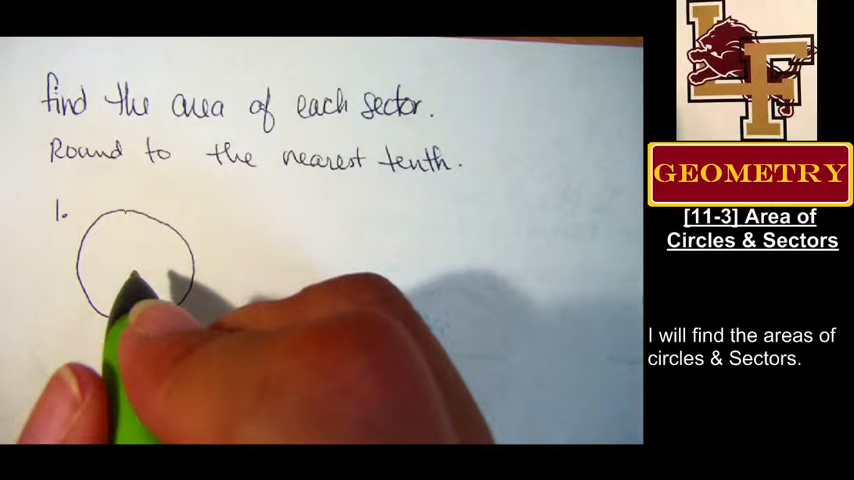 find the area of each sector.
Round to the nearest tenth.
1.
LF
GEOMETRY
[11-3] Area of
Circles & Sectors
I will find the areas of
circles & Sectors.